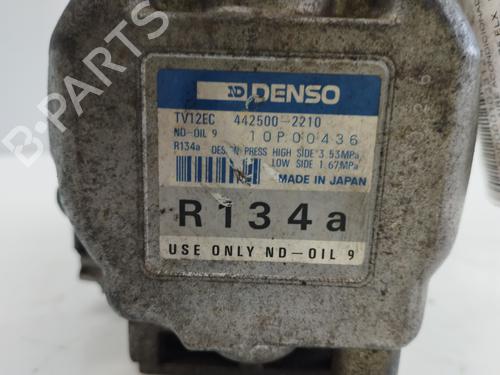 ND DENSO
TV12EC 442500-2210
ND-OIL 9 10P00436
R134a DESIGN PRESS HIGH SIDE 3.53MPa
LOW SIDE 1.67MPa
MADE IN JAPAN
R134a
USE ONLY ND-OIL 9